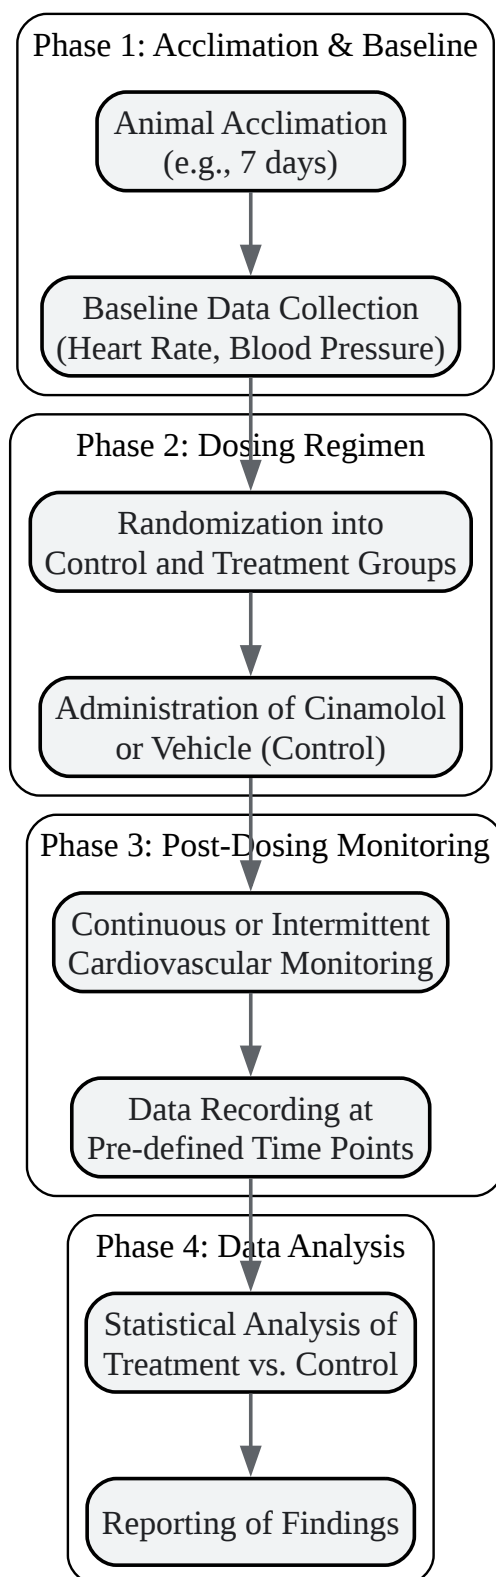 Phase 1: Acclimation & Baseline
Animal Acclimation
(e.g., 7 days)
Baseline Data Collection
(Heart Rate, Blood Pressure)
Phase 2: Dosing Regimen
Randomization into
Control and Treatment Groups
Administration of Cinamolol
or Vehicle (Control)
Phase 3: Post-Dosing Monitoring
Continuous or Intermittent
Cardiovascular Monitoring
Data Recording at
Pre-defined Time Points
Phase 4: Data Analysis
Statistical Analysis of
Treatment vs. Control
Reporting of Findings